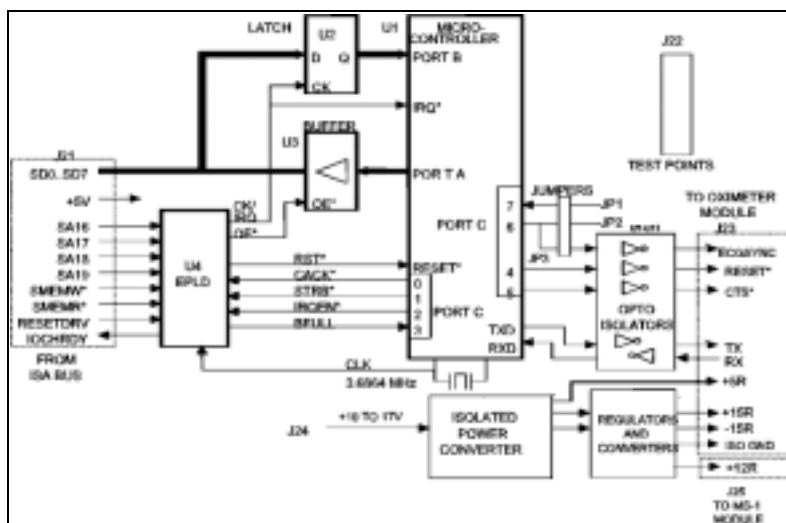 LATCH
U2
D Q
CK
U1
MICRO-
CONTROLLER
PORT B
IRQ*
PORT A
J22
TEST POINTS
BUFFER
U3
OE*
J21
SD0..SD7
+5V
SA16
SA17
SA18
SA19
SMEMW*
SMEMR*
RESETDRV
IOCHRDY
FROM
ISA BUS
CK/
IRQ
OE*
U4
EPLD
RST*
CACK*
STRB*
IRQEN*
BFULL
CLK
3.6864 MHz
RESET*
0
1
2
3
PORT C
7
6
PORT C
4
5
TXD
RXD
JUMPERS
JP1
JP2
JP3
OPTO
ISOLATORS
TO OXIMETER
MODULE
J23
ECGSYNC
RESET*
CTS*
TX
RX
+5R
+15R
-15R
ISO GND
+12R
J24
+10 TO 17V
ISOLATED
POWER
CONVERTER
REGULATORS
AND
CONVERTERS
TO MS-1
MODULE